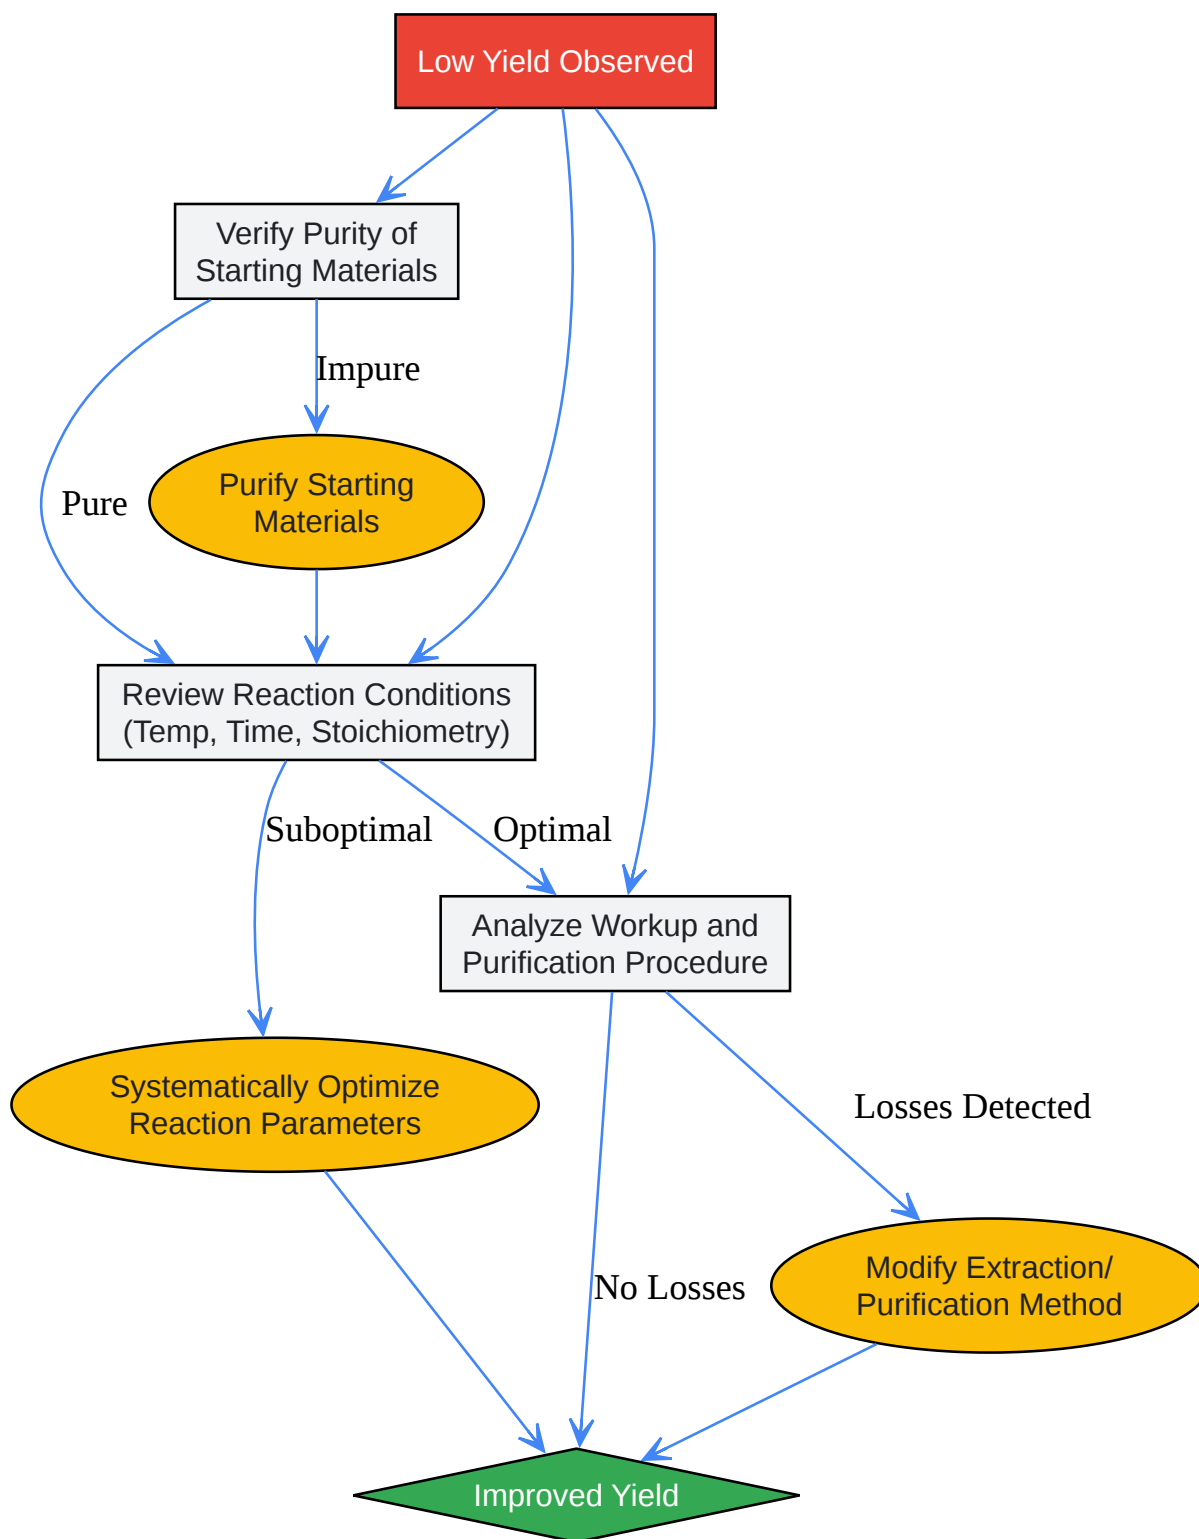 Low Yield Observed
Verify Purity of
Starting Materials
Impure
Pure
Purify Starting
Materials
Review Reaction Conditions
(Temp, Time, Stoichiometry)
Suboptimal
Optimal
Analyze Workup and
Purification Procedure
Systematically Optimize
Reaction Parameters
Losses Detected
No Losses
Modify Extraction/
Purification Method
Improved Yield